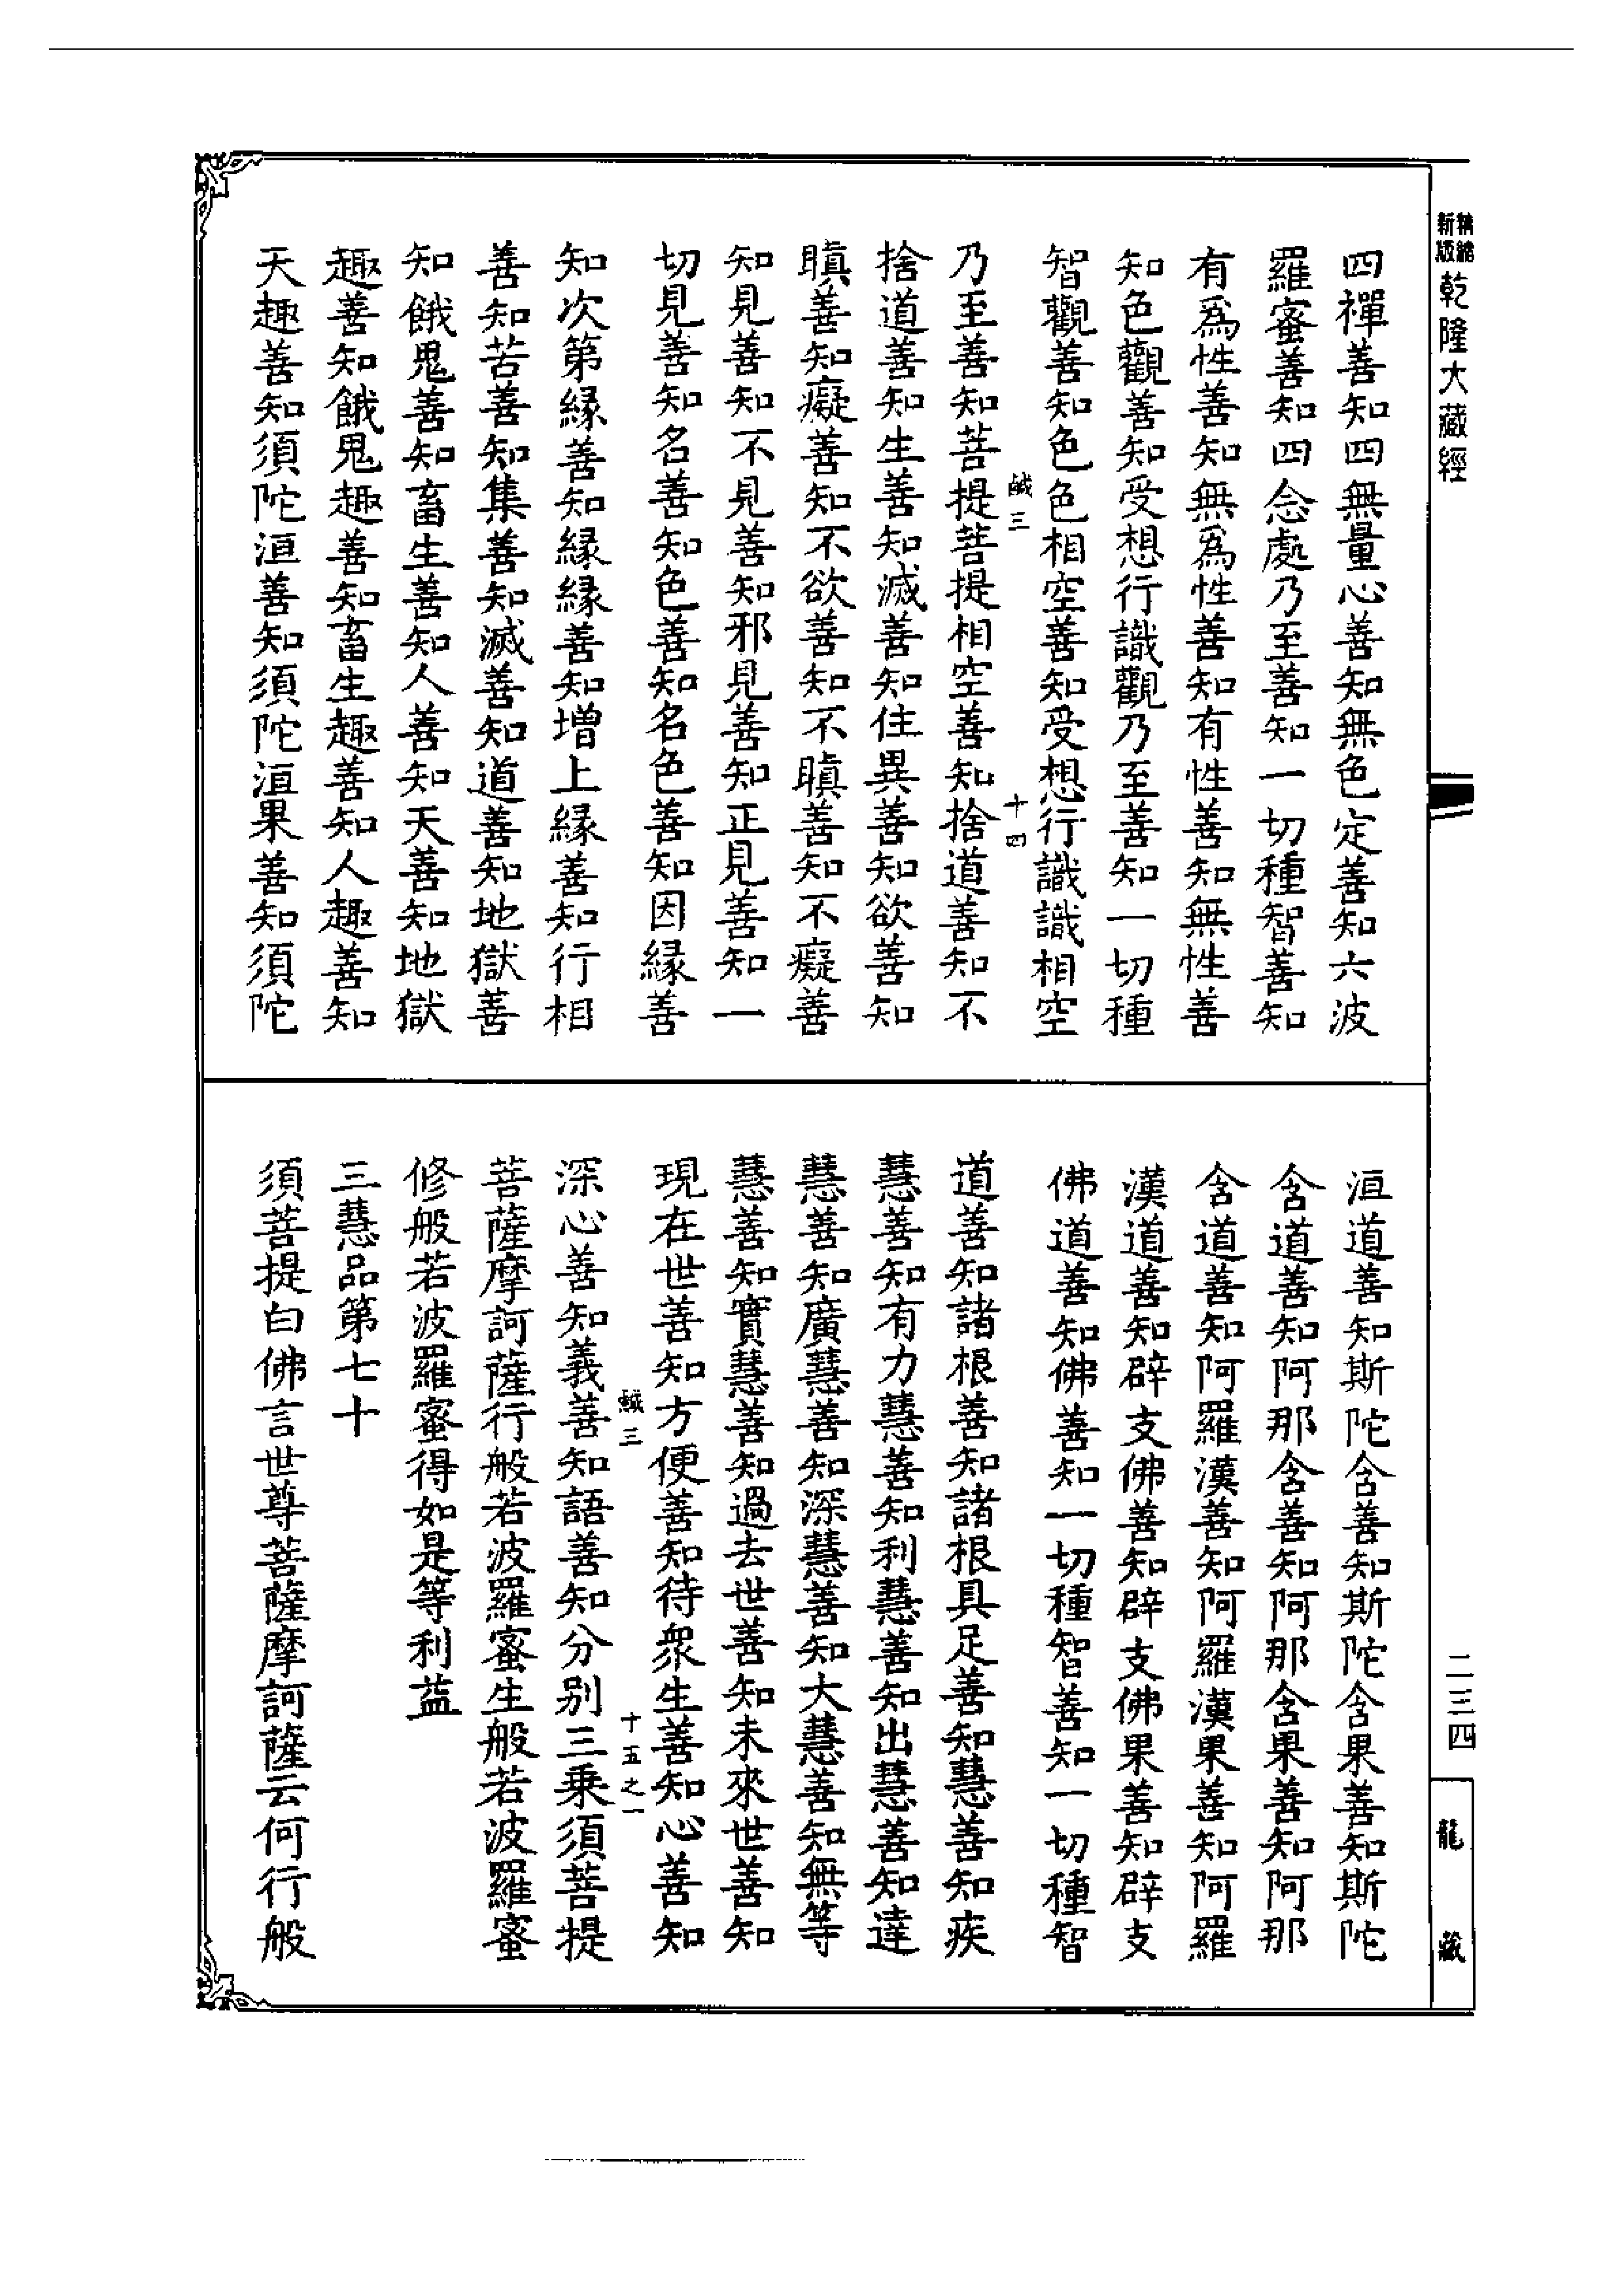 精縮
新版
乾隆大藏經
四禪善知四無量心善知無色定善知六波
羅蜜善知四念處乃至善知一切種智善知
有爲性善知無爲性善知有性善知無性善
知色觀善知受想行識觀乃至善知一切種
智觀善知色色相空善知受想行識識相空
鹹三
十四
乃至善知菩提菩提相空善知捨道善知不
捨道善知生善知滅善知住異善知欲善知
瞋善知癡善知不欲善知不瞋善知不癡善
知見善知不見善知邪見善知正見善知一
切見善知名善知色善知名色善知因緣善
知次第緣善知緣緣善知增上緣善知行相
善知苦善知集善知滅善知道善知地獄善
知餓鬼善知畜生善知人善知天善知地獄
趣善知餓鬼趣善知畜生趣善知人趣善知
天趣善知須陀洹善知須陀洹果善知須陀
洹道善知斯陀含善知斯陀含果善知斯陀
含道善知阿那含善知阿那含果善知阿那
含道善知阿羅漢善知阿羅漢果善知阿羅
漢道善知辟支佛善知辟支佛果善知辟支
佛道善知佛善知一切種智善知一切種智
道善知諸根善知諸根具足善知慧善知疾
慧善知有力慧善知利慧善知出慧善知達
慧善知廣慧善知深慧善知大慧善知無等
慧善知實慧善知過去世善知未來世善知
現在世善知方便善知待衆生善知心善知
鹹三
十五之一
深心善知義善知語善知分別三乘須菩提
菩薩摩訶薩行般若波羅蜜生般若波羅蜜
修般若波羅蜜得如是等利益
三慧品第七十
須菩提白佛言世尊菩薩摩訶薩云何行般
二三四
龍藏